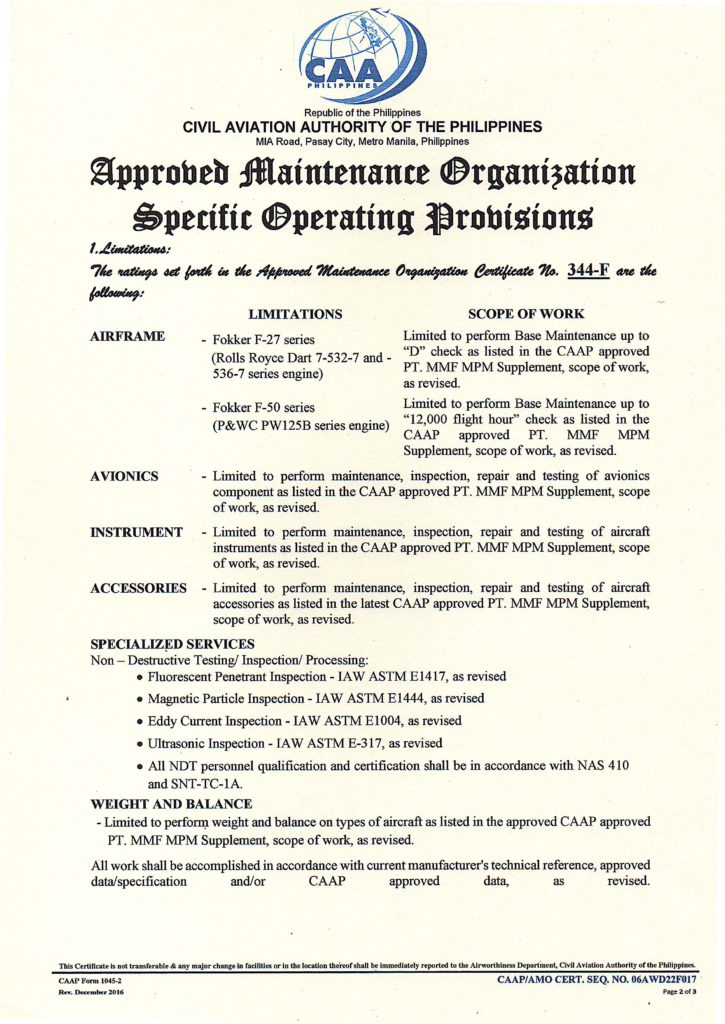 CAA
PHILIPPINES
Republic of the Philippines
CIVIL AVIATION AUTHORITY OF THE PHILIPPINES
MIA Road, Pasay City, Metro Manila, Philippines
Approved Maintenance Organization
Specific Operating Provisions
1. Limitations:
The ratings set forth in the Approved Maintenance Organization Certificate No. 344-F are the
following:
LIMITATIONS SCOPE OF WORK
AIRFRAME - Fokker F-27 series
(Rolls Royce Dart 7-532-7 and -
536-7 series engine)
Limited to perform Base Maintenance up to
“D” check as listed in the CAAP approved
PT. MMF MPM Supplement, scope of work,
as revised.
- Fokker F-50 series
(P&WC PW125B series engine)
Limited to perform Base Maintenance up to
“12,000 flight hour” check as listed in the
CAAP approved PT. MMF MPM
Supplement, scope of work, as revised.
AVIONICS - Limited to perform maintenance, inspection, repair and testing of avionics
component as listed in the CAAP approved PT. MMF MPM Supplement, scope
of work, as revised.
INSTRUMENT - Limited to perform maintenance, inspection, repair and testing of aircraft
instruments as listed in the CAAP approved PT. MMF MPM Supplement, scope
of work, as revised.
ACCESSORIES - Limited to perform maintenance, inspection, repair and testing of aircraft
accessories as listed in the latest CAAP approved PT. MMF MPM Supplement,
scope of work, as revised.
SPECIALIZED SERVICES
Non – Destructive Testing/ Inspection/ Processing:
• Fluorescent Penetrant Inspection - IAW ASTM E1417, as revised
• Magnetic Particle Inspection - IAW ASTM E1444, as revised
• Eddy Current Inspection - IAW ASTM E1004, as revised
• Ultrasonic Inspection - IAW ASTM E-317, as revised
• All NDT personnel qualification and certification shall be in accordance with NAS 410
and SNT-TC-1A.
WEIGHT AND BALANCE
- Limited to perform weight and balance on types of aircraft as listed in the approved CAAP approved
PT. MMF MPM Supplement, scope of work, as revised.
All work shall be accomplished in accordance with current manufacturer's technical reference, approved
data/specification and/or CAAP approved data, as revised.
This Certificate is not transferable & any major change in facilities or in the location thereof shall be immediately reported to the Airworthiness Department, Civil Aviation Authority of the Philippines.
CAAP Form 1045-2 CAAP/AMO CERT. SEQ. NO. 06AWD22F017
Rev. December 2016 Page 2 of 3